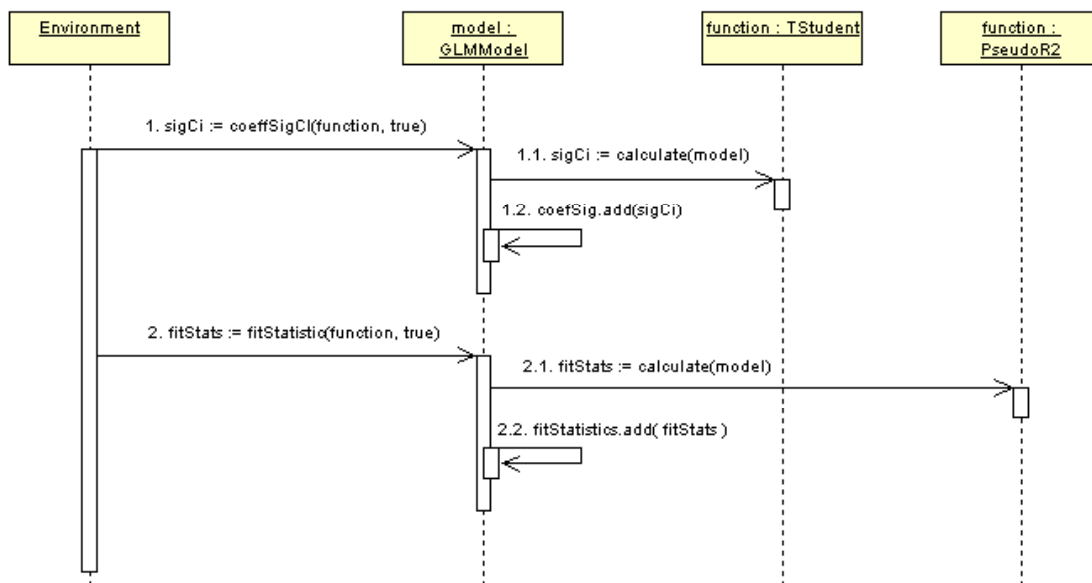 Environment
model :
GLMModel
function : TStudent
function :
PseudoR2
1. sigCi := coeffSigCI(function, true)
1.1. sigCi := calculate(model)
1.2. coefSig.add(sigCi)
2. fitStats := fitStatistic(function, true)
2.1. fitStats := calculate(model)
2.2. fitStatistics.add( fitStats )